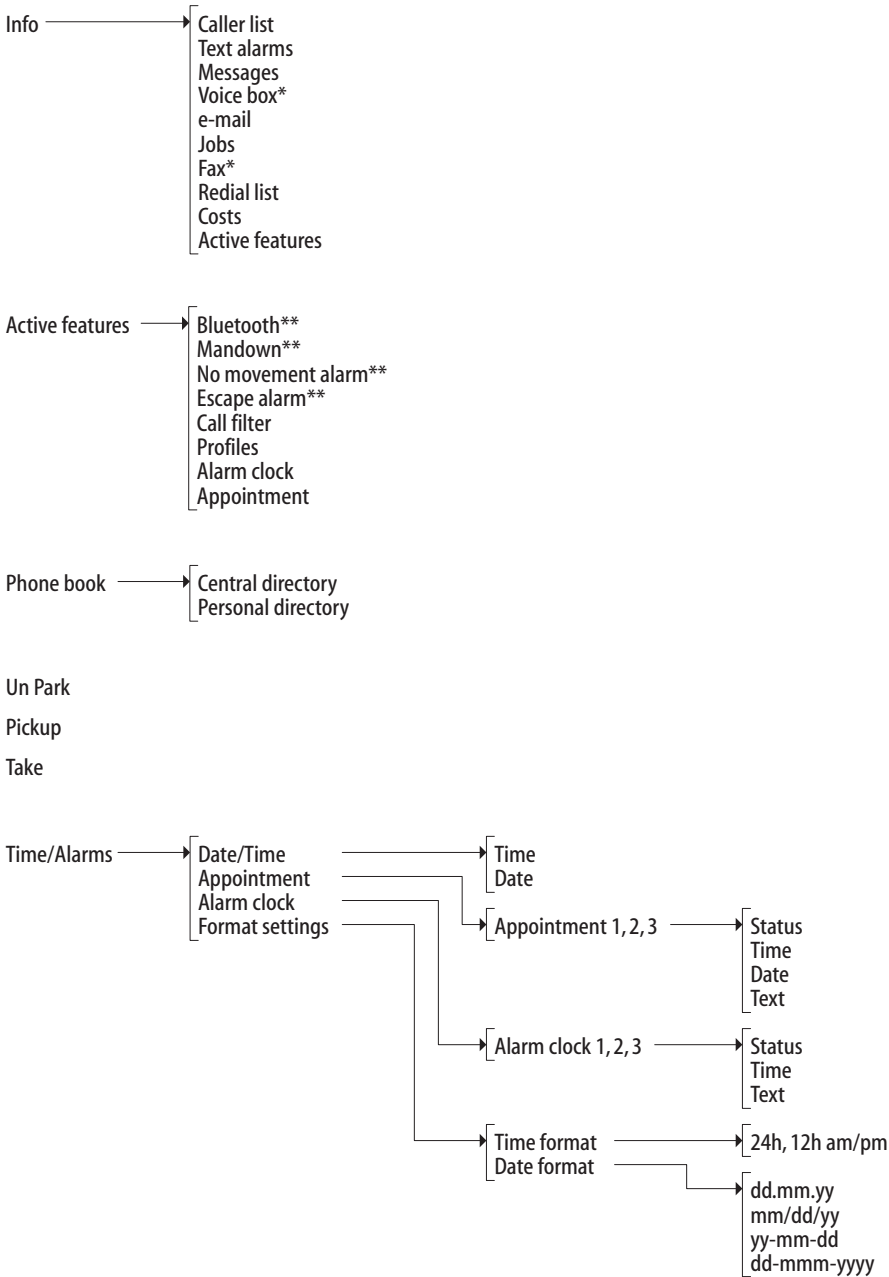 Info
Caller list
Text alarms
Messages
Voice box*
e-mail
Jobs
Fax*
Redial list
Costs
Active features
Active features
Bluetooth**
Mandown**
No movement alarm**
Escape alarm**
Call filter
Profiles
Alarm clock
Appointment
Phone book
Central directory
Personal directory
Un Park
Pickup
Take
Time/Alarms
Date/Time
Appointment
Alarm clock
Format settings
Time
Date
Appointment 1, 2, 3
Status
Time
Date
Text
Alarm clock 1, 2, 3
Status
Time
Text
Time format
Date format
24h, 12h am/pm
dd.mm.yy
mm/dd/yy
yy-mm-dd
dd-mmm-yyyy